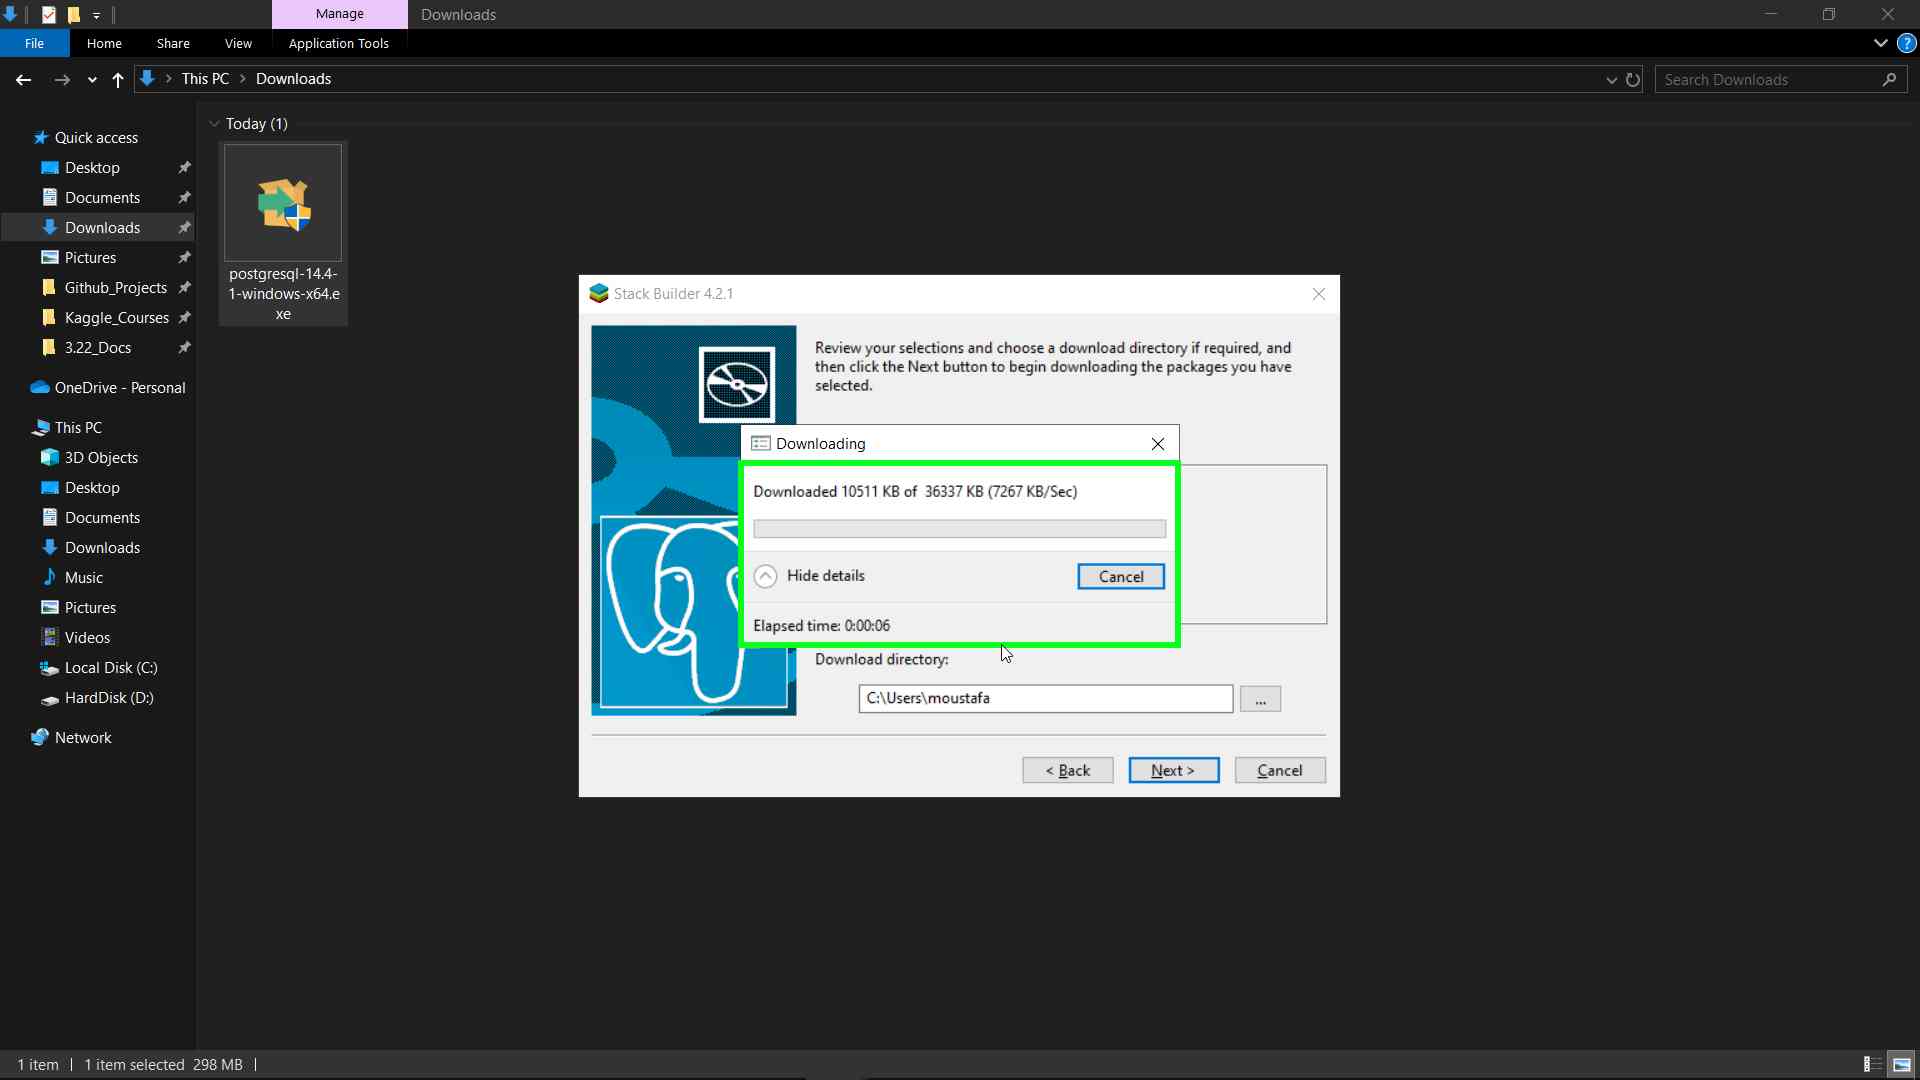 Manage
Downloads
File
Home
Share
View
Application Tools
This PC
Downloads
Search Downloads
Quick access
Desktop
Documents
Downloads
Pictures
Github_Projects
Kaggle_Courses
3.22_Docs
OneDrive - Personal
This PC
3D Objects
Desktop
Documents
Downloads
Music
Pictures
Videos
Local Disk (C:)
HardDisk (D:)
Network
Today (1)
postgresql-14.4-
1-windows-x64.e
xe
Stack Builder 4.2.1
Review your selections and choose a download directory if required, and
then click the Next button to begin downloading the packages you have
selected.
Downloading
Downloaded 10511 KB of  36337 KB (7267 KB/Sec)
Hide details
Cancel
Elapsed time: 0:00:06
Download directory:
C:\Users\moustafa
...
< Back
Next >
Cancel
1 item
1 item selected  298 MB